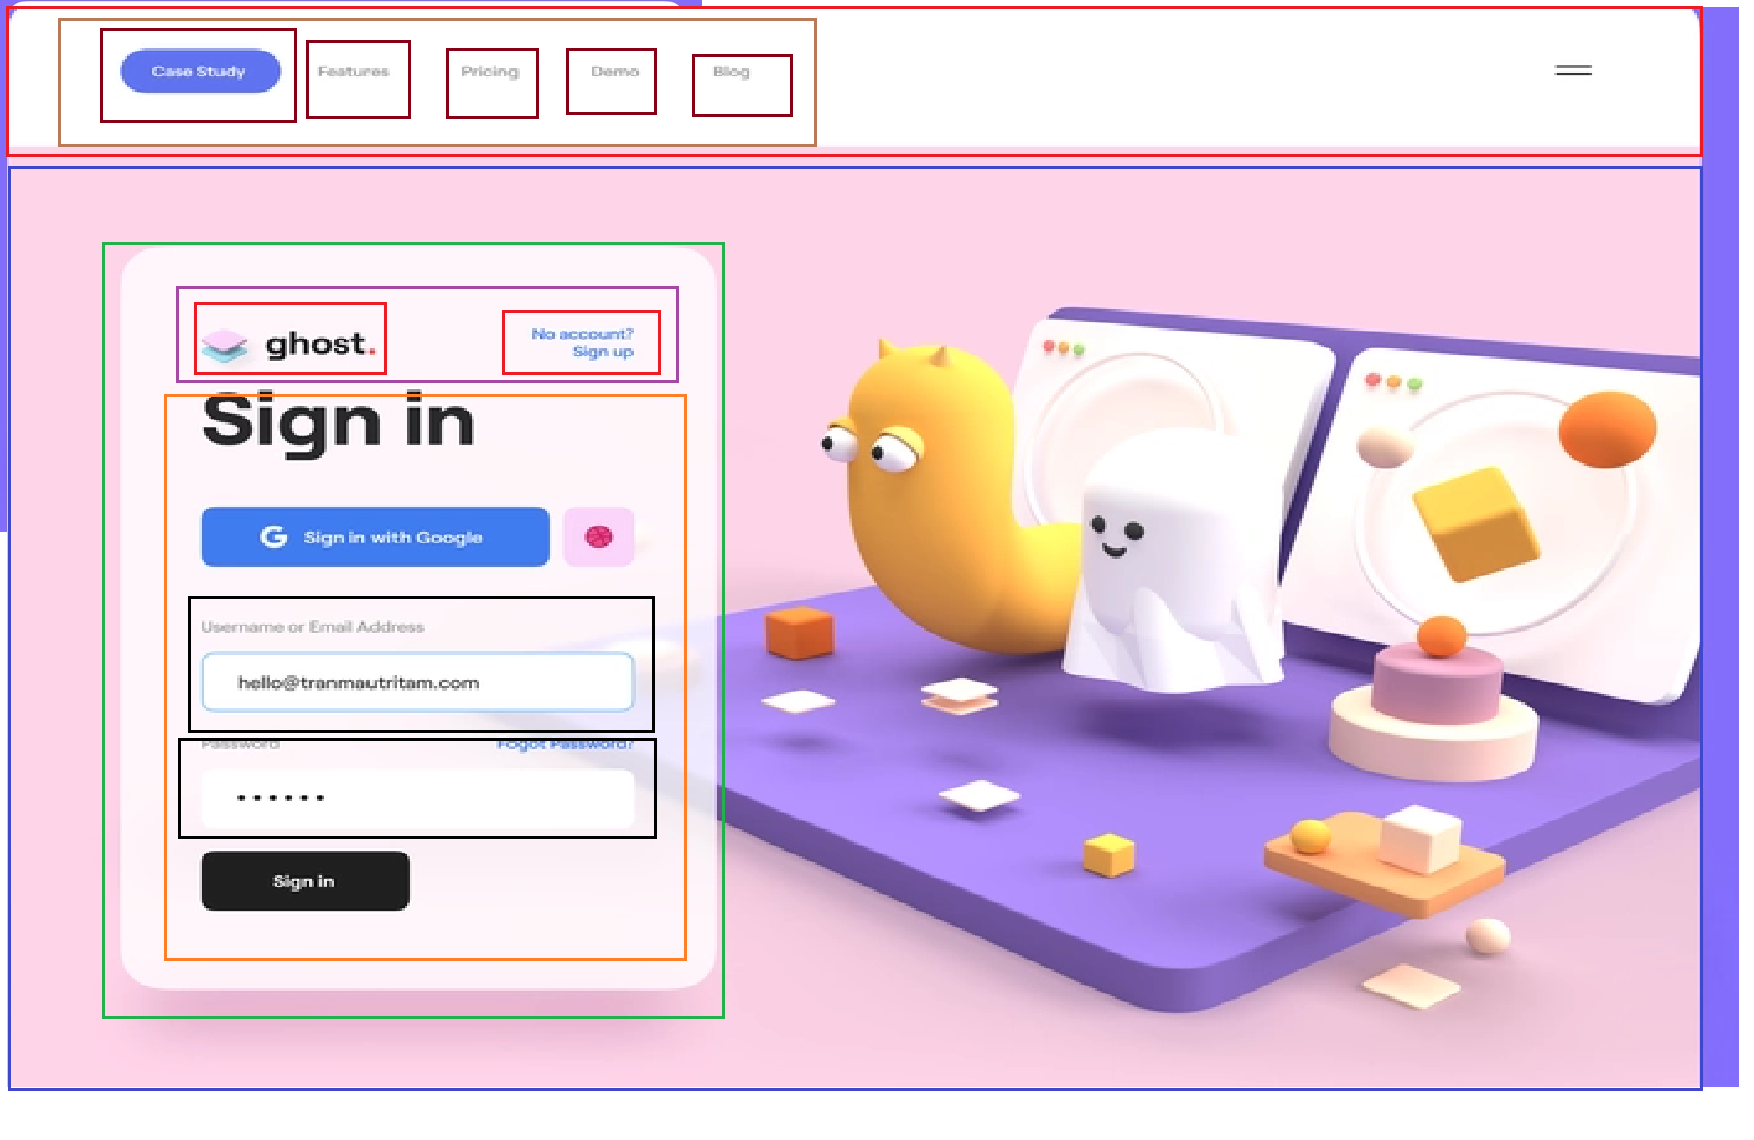 Case Study Features Pricing Demo Blog
ghost.
No account?
Sign up
Sign in
G Sign in with Google
Username or Email Address
hello@tranmautritam.com
Password Fogot Password?
••••••
Sign in